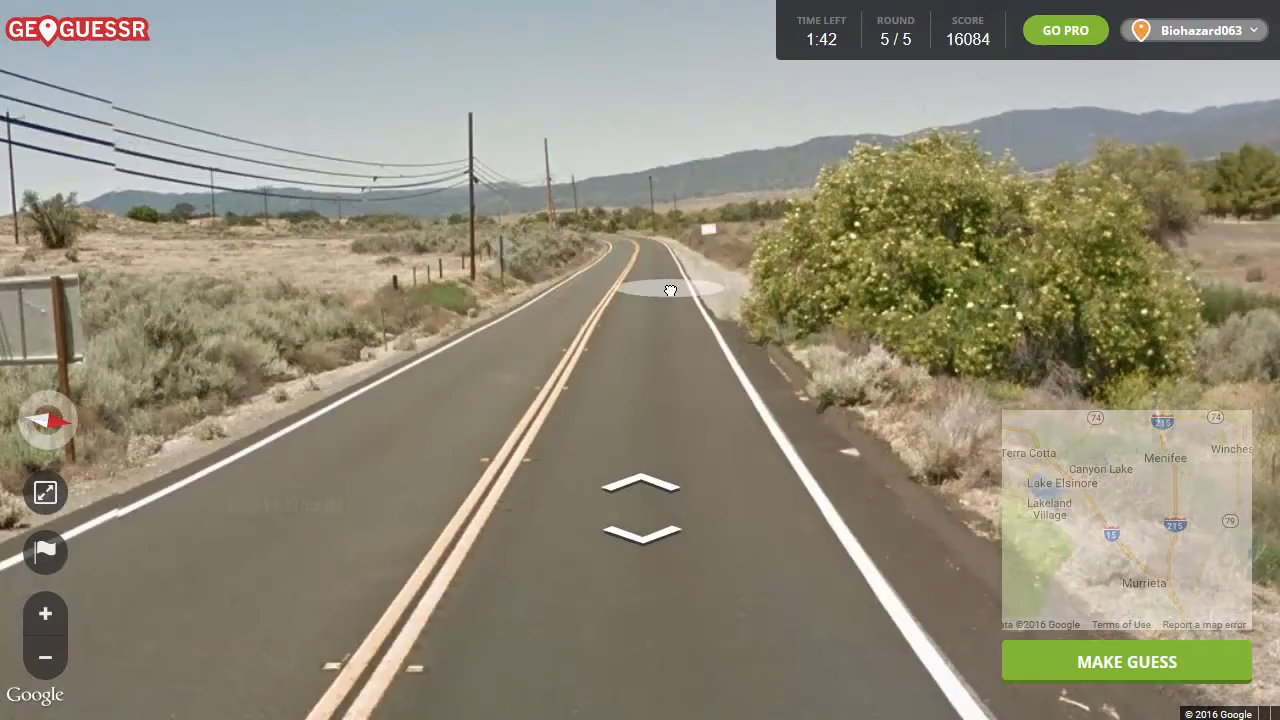 GEOGUESSR
TIME LEFT
1:42
ROUND
5 / 5
SCORE
16084
GO PRO
Biohazard063
74
215
74
Terra Cotta
Menifee
Winches
Canyon Lake
Lake Elsinore
Lakeland
Village
215
79
15
Murrieta
ta ©2016 Google
Terms of Use
Report a map error
+
−
MAKE GUESS
Google
© 2016 Google